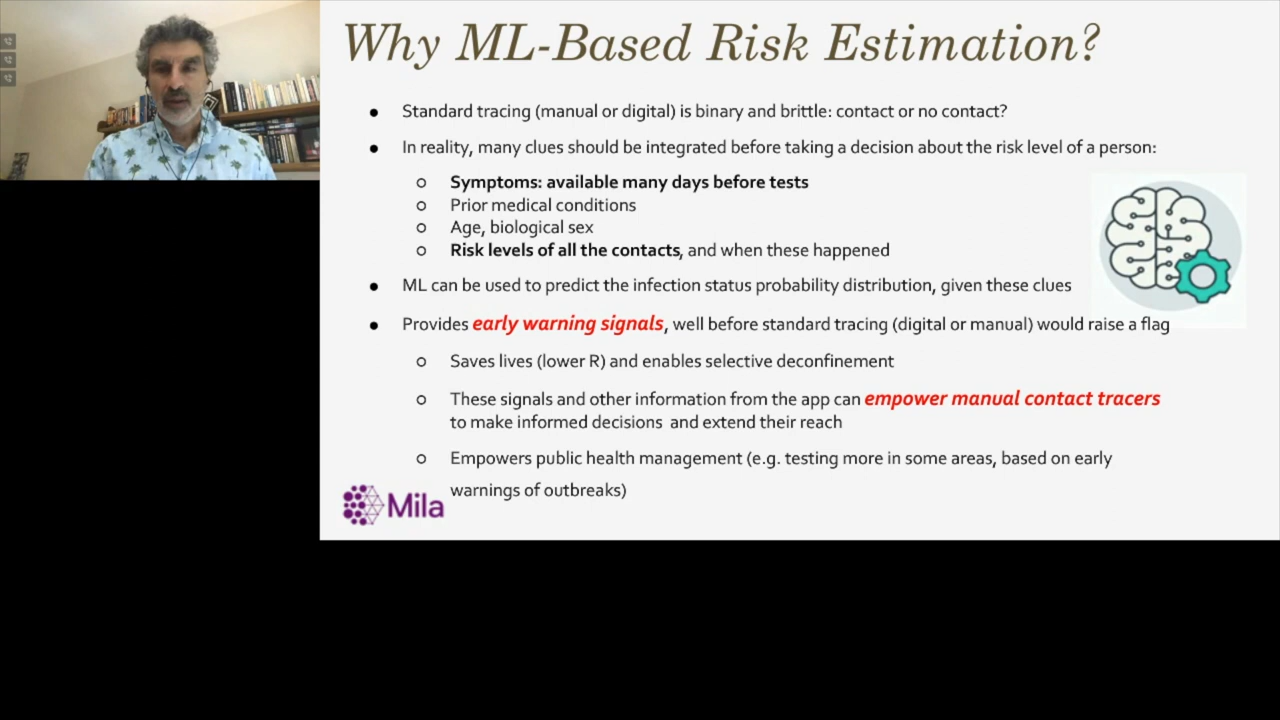 Why ML-Based Risk Estimation?
● Standard tracing (manual or digital) is binary and brittle: contact or no contact?
● In reality, many clues should be integrated before taking a decision about the risk level of a person:
○ Symptoms: available many days before tests
○ Prior medical conditions
○ Age, biological sex
○ Risk levels of all the contacts, and when these happened
● ML can be used to predict the infection status probability distribution, given these clues
● Provides early warning signals, well before standard tracing (digital or manual) would raise a flag
○ Saves lives (lower R) and enables selective deconfinement
○ These signals and other information from the app can empower manual contact tracers
to make informed decisions and extend their reach
○ Empowers public health management (e.g. testing more in some areas, based on early
warnings of outbreaks)
Mila